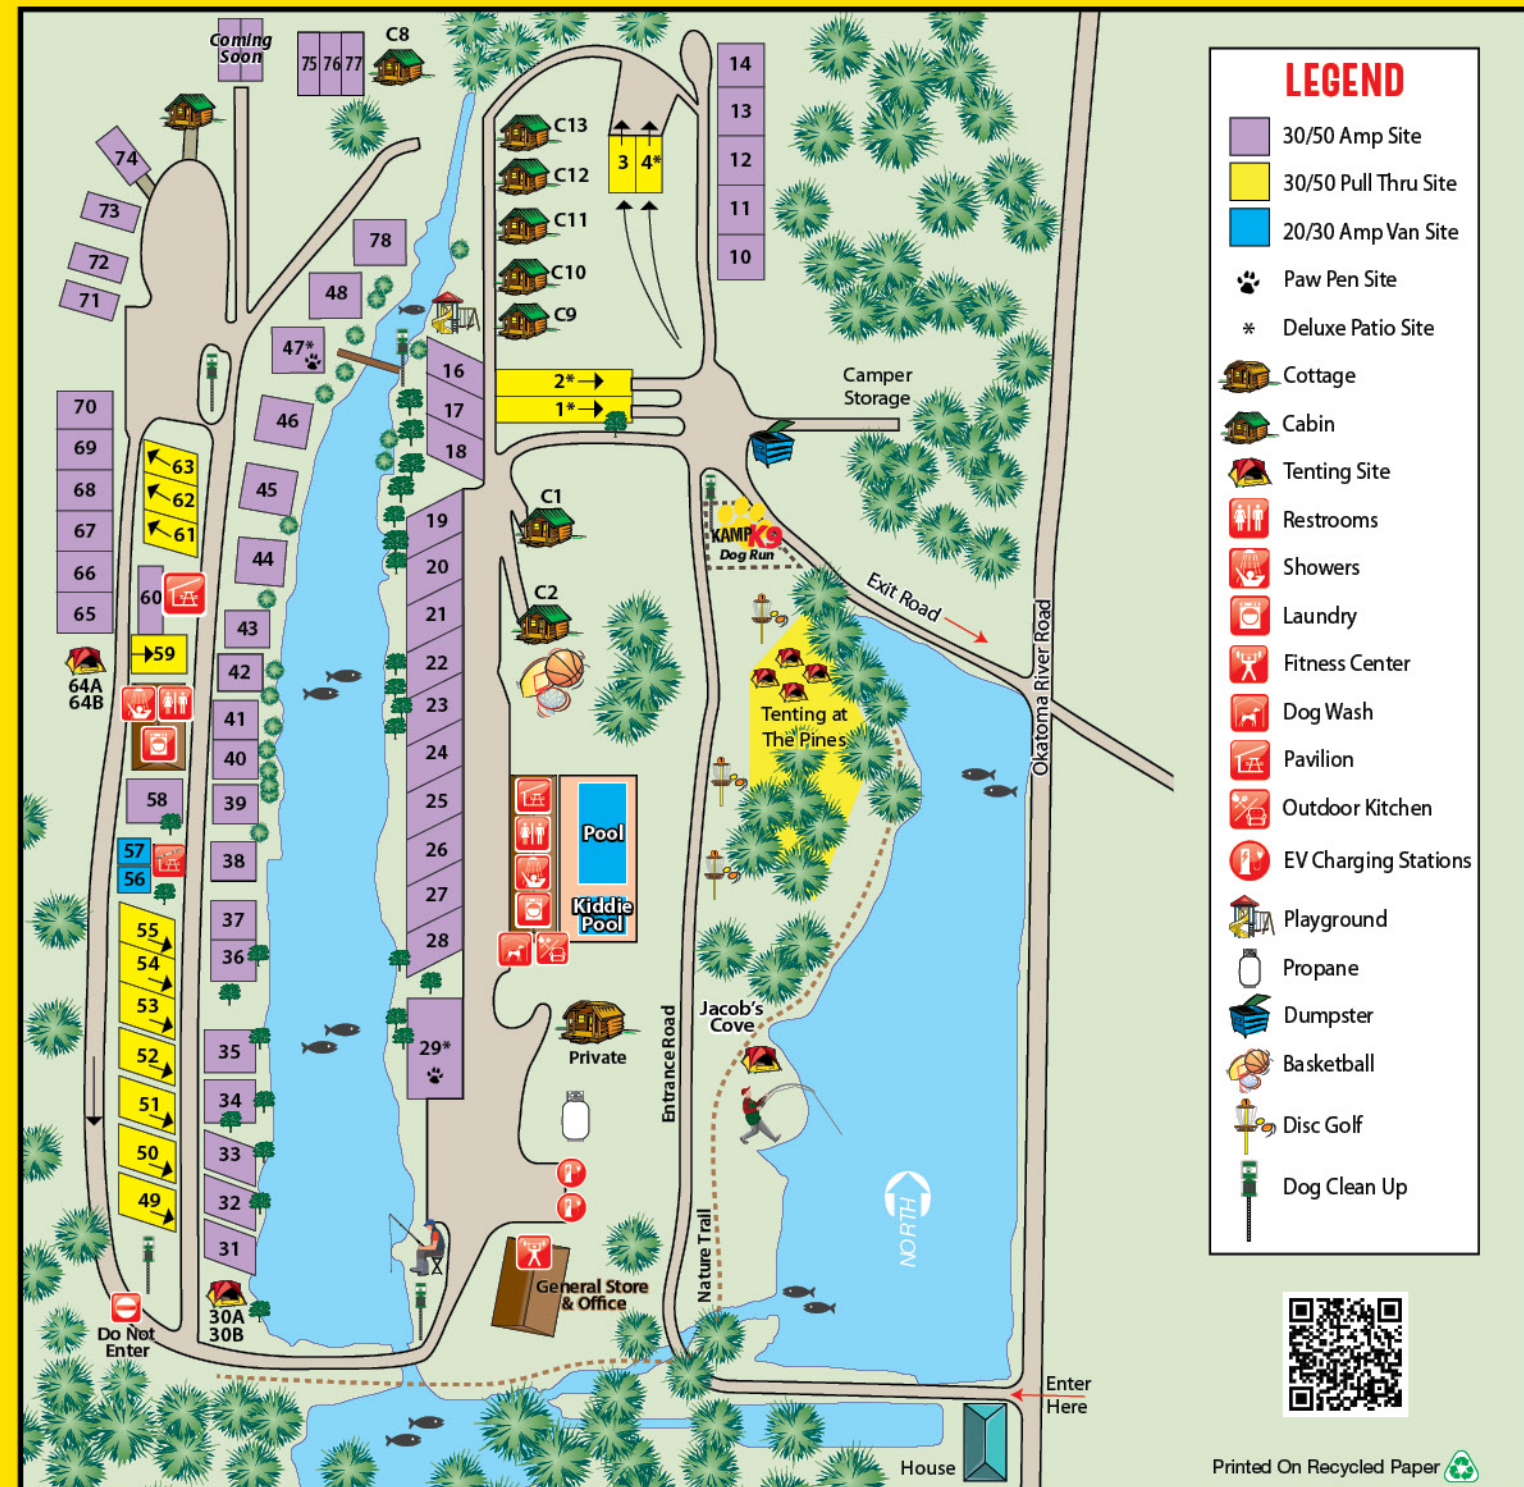 Coming
Soon
75 76 77
C8
74
73
72
71
78
48
47*
46
45
44
43
42
41
40
39
38
37
36
35
34
33
32
31
30A
30B
70
69
68
67
66
65
64A
64B
63
62
61
60
59
58
57
56
55
54
53
52
51
50
49
Do Not
Enter
C13
C12
C11
C10
C9
3 4*
14
13
12
11
10
16
17
18
2*
1*
19
20
21
22
23
24
25
26
27
28
29*
C1
C2
Camper
Storage
KAMP K9
Dog Run
Exit Road
Okatoma River Road
Tenting at
The Pines
Pool
Kiddie
Pool
Private
Entrance Road
Jacob's
Cove
Nature Trail
NORTH
General Store
& Office
Enter
Here
House
LEGEND
30/50 Amp Site
30/50 Pull Thru Site
20/30 Amp Van Site
Paw Pen Site
* Deluxe Patio Site
Cottage
Cabin
Tenting Site
Restrooms
Showers
Laundry
Fitness Center
Dog Wash
Pavilion
Outdoor Kitchen
EV Charging Stations
Playground
Propane
Dumpster
Basketball
Disc Golf
Dog Clean Up
Printed On Recycled Paper